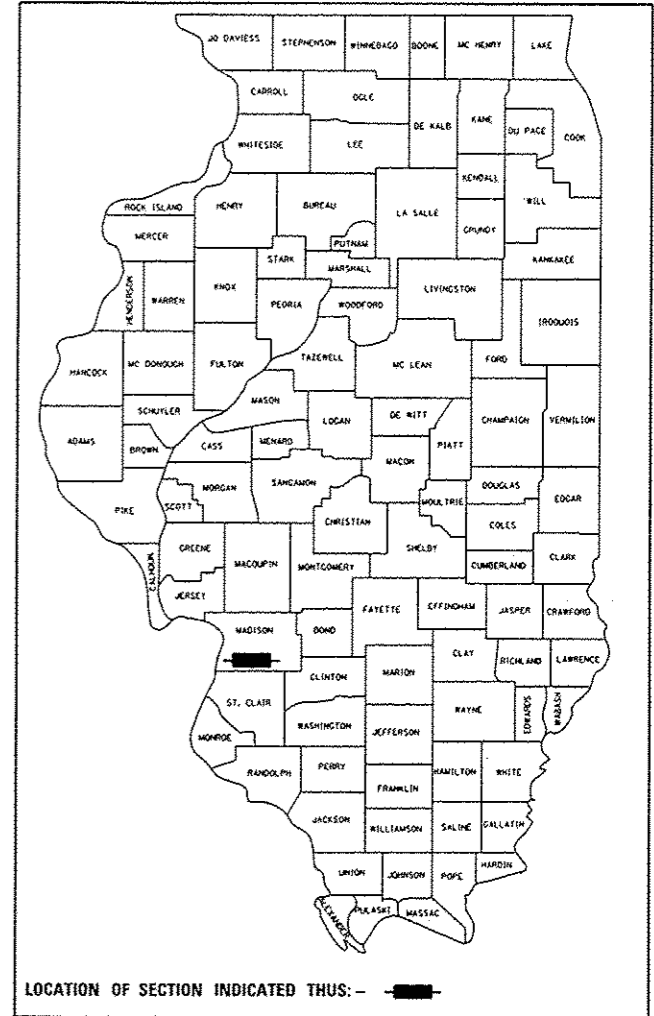 JO DAVIESS STEPHENSON WINNEBAGO BOONE MC HENRY LAKE
CARROLL OGLE DE KALB KANE DU PAGE COOK
WHITESIDE LEE KENDALL WILL
ROCK ISLAND HENRY BUREAU LA SALLE GRUNDY
MERCER PUTNAM KANKAKEE
HENDERSON WARREN KNOX STARK MARSHALL LIVINGSTON
PEORIA WOODFORD IROQUOIS
HANCOCK MC DONOUGH FULTON TAZEWELL MC LEAN FORD
SCHUYLER MASON LOGAN DE WITT CHAMPAIGN VERMILION
ADAMS BROWN CASS MENARD MACON PIATT
PIKE SCOTT MORGAN SANGAMON CHRISTIAN MOULTRIE DOUGLAS EDGAR
COLES
CALHOUN GREENE MACOUPIN MONTGOMERY SHELBY CUMBERLAND CLARK
JERSEY FAYETTE EFFINGHAM JASPER CRAWFORD
MADISON BOND CLAY RICHLAND LAWRENCE
CLINTON MARION
ST. CLAIR WASHINGTON WAYNE EDWARDS WABASH
MONROE JEFFERSON
RANDOLPH PERRY HAMILTON WHITE
FRANKLIN
JACKSON WILLIAMSON SALINE GALLATIN
UNION JOHNSON POPE HARDIN
ALEXANDER PULASKI MASSAC
LOCATION OF SECTION INDICATED THUS: -